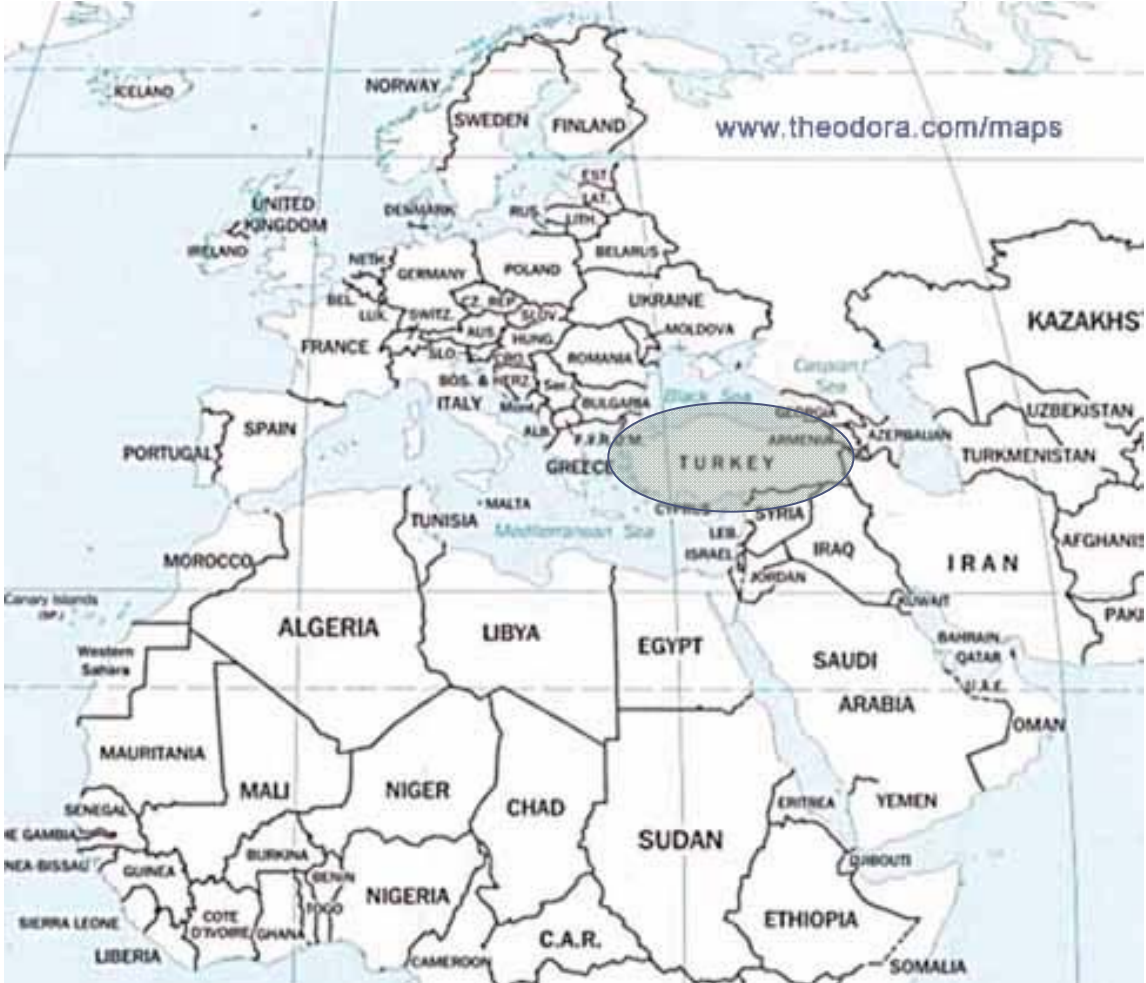 ICELAND
NORWAY
SWEDEN
FINLAND
www.theodora.com/maps
EST.
LAT.
RUS.
LITH.
DENMARK
UNITED
KINGDOM
IRELAND
BELARUS
NETH.
GERMANY
POLAND
BEL.
LUX.
CZ. REP.
SLOV.
UKRAINE
MOLDOVA
KAZAKHST
FRANCE
SWITZ.
AUS.
HUNG.
SLO.
CRO.
ROMANIA
BOS. & HERZ.
Ser.
ITALY
Mont.
BULGARIA
ALB.
F.Y.R.O.M.
Black Sea
Caspian
Sea
GEORGIA
ARMENIA
AZERBAIJAN
UZBEKISTAN
TURKMENISTAN
PORTUGAL
SPAIN
GREECE
TURKEY
MALTA
TUNISIA
Mediterranean Sea
CYPRUS
SYRIA
LEB.
ISRAEL
JORDAN
IRAQ
IRAN
AFGHANIS
MOROCCO
Canary Islands
(SP.)
Western
Sahara
ALGERIA
LIBYA
EGYPT
KUWAIT
PAKI
BAHRAIN
QATAR
U.A.E.
SAUDI
ARABIA
OMAN
MAURITANIA
MALI
NIGER
CHAD
SUDAN
ERITREA
YEMEN
SENEGAL
HE GAMBIA
NEA-BISSAU
GUINEA
BURKINA
BENIN
NIGERIA
DJIBOUTI
SIERRA LEONE
COTE
D'IVOIRE
GHANA
TOGO
ETHIOPIA
LIBERIA
CAMEROON
C.A.R.
SOMALIA